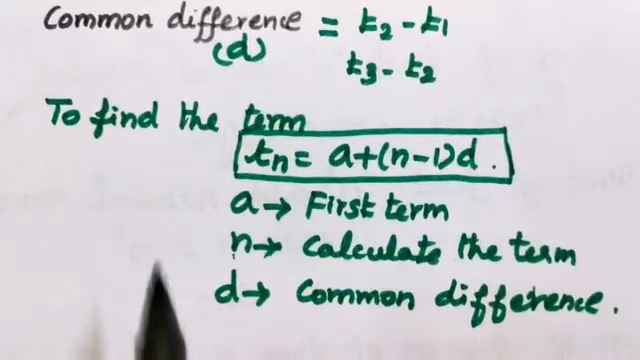 Common difference = t2 - t1
(d)
t3 - t2
To find the term
tn = a+(n-1)d.
a → First term
n → Calculate the term
d → Common difference.